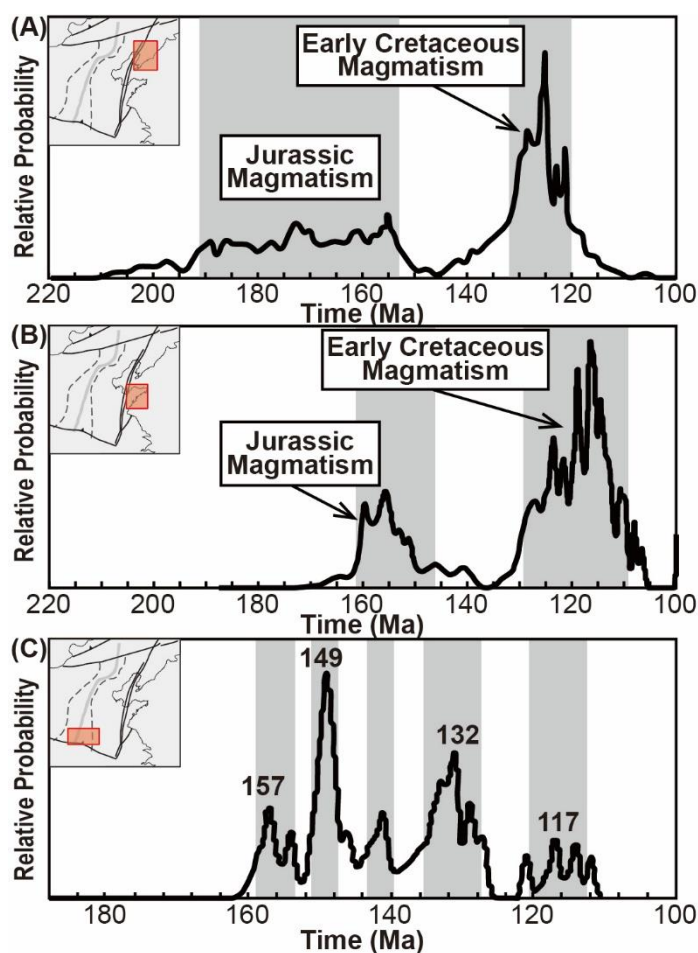 (A)
Relative Probability
Early Cretaceous
Magmatism
Jurassic
Magmatism
220 200 180 160 140 120 100
Time (Ma)
(B)
Relative Probability
Early Cretaceous
Magmatism
Jurassic
Magmatism
220 200 180 160 140 120 100
Time (Ma)
(C)
Relative Probability
149
132
157
117
180 160 140 120 100
Time (Ma)